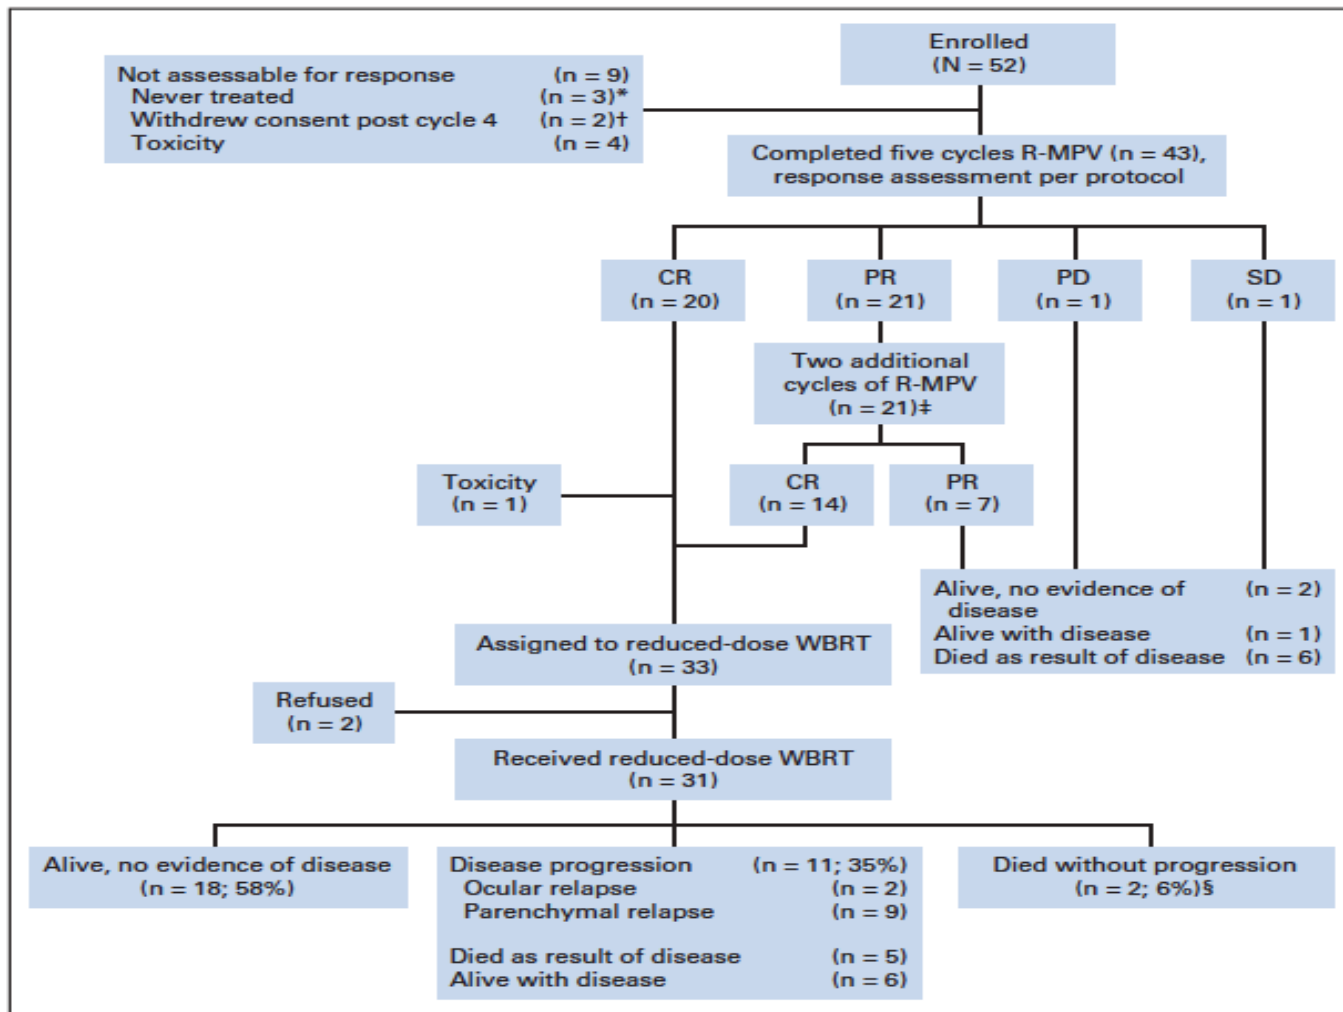 Enrolled
(N = 52)
Not assessable for response (n = 9)
Never treated (n = 3)*
Withdrew consent post cycle 4 (n = 2)†
Toxicity (n = 4)
Completed five cycles R-MPV (n = 43),
response assessment per protocol
CR
(n = 20)
PR
(n = 21)
PD
(n = 1)
SD
(n = 1)
Two additional
cycles of R-MPV
(n = 21)‡
Toxicity
(n = 1)
CR
(n = 14)
PR
(n = 7)
Alive, no evidence of (n = 2)
disease
Alive with disease (n = 1)
Died as result of disease (n = 6)
Assigned to reduced-dose WBRT
(n = 33)
Refused
(n = 2)
Received reduced-dose WBRT
(n = 31)
Alive, no evidence of disease
(n = 18; 58%)
Disease progression (n = 11; 35%)
Ocular relapse (n = 2)
Parenchymal relapse (n = 9)
Died as result of disease (n = 5)
Alive with disease (n = 6)
Died without progression
(n = 2; 6%)§